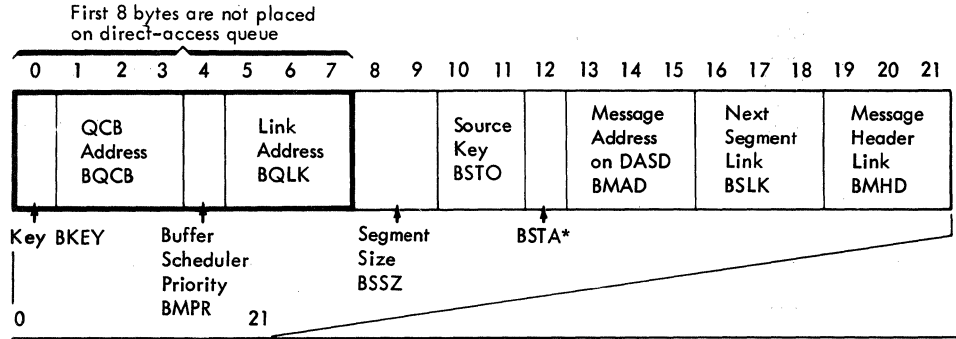 First 8 bytes are not placed
on direct-access queue
0 1 2 3 4 5 6 7 8 9 10 11 12 13 14 15 16 17 18 19 20 21
QCB
Address
BQCB
Link
Address
BQLK
Source
Key
BSTO
Message
Address
on DASD
BMAD
Next
Segment
Link
BSLK
Message
Header
Link
BMHD
Key BKEY
Buffer
Scheduler
Priority
BMPR
Segment
Size
BSSZ
BSTA*
0 21